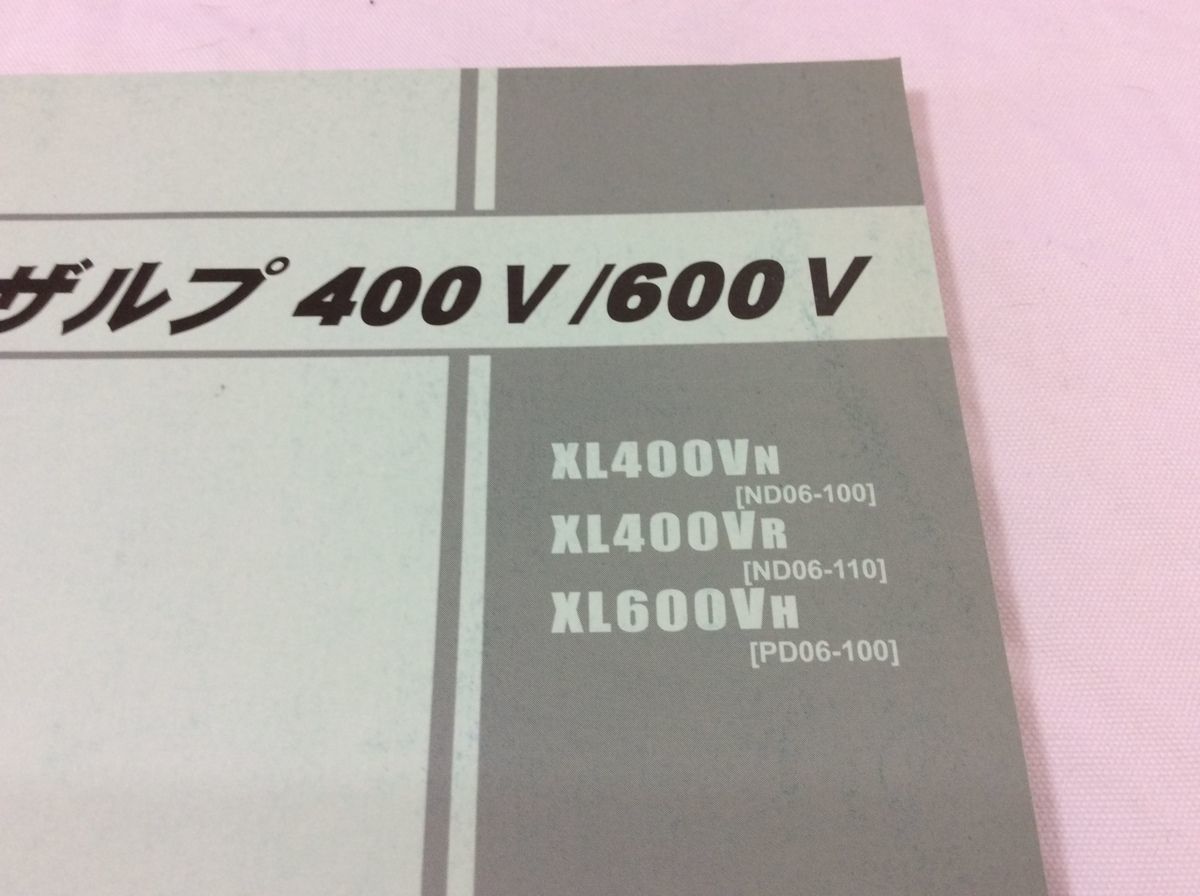 ザルプ 400 V /600 V
XL400VN
[ND06-100]
XL400VR
[ND06-110]
XL600VH
[PD06-100]